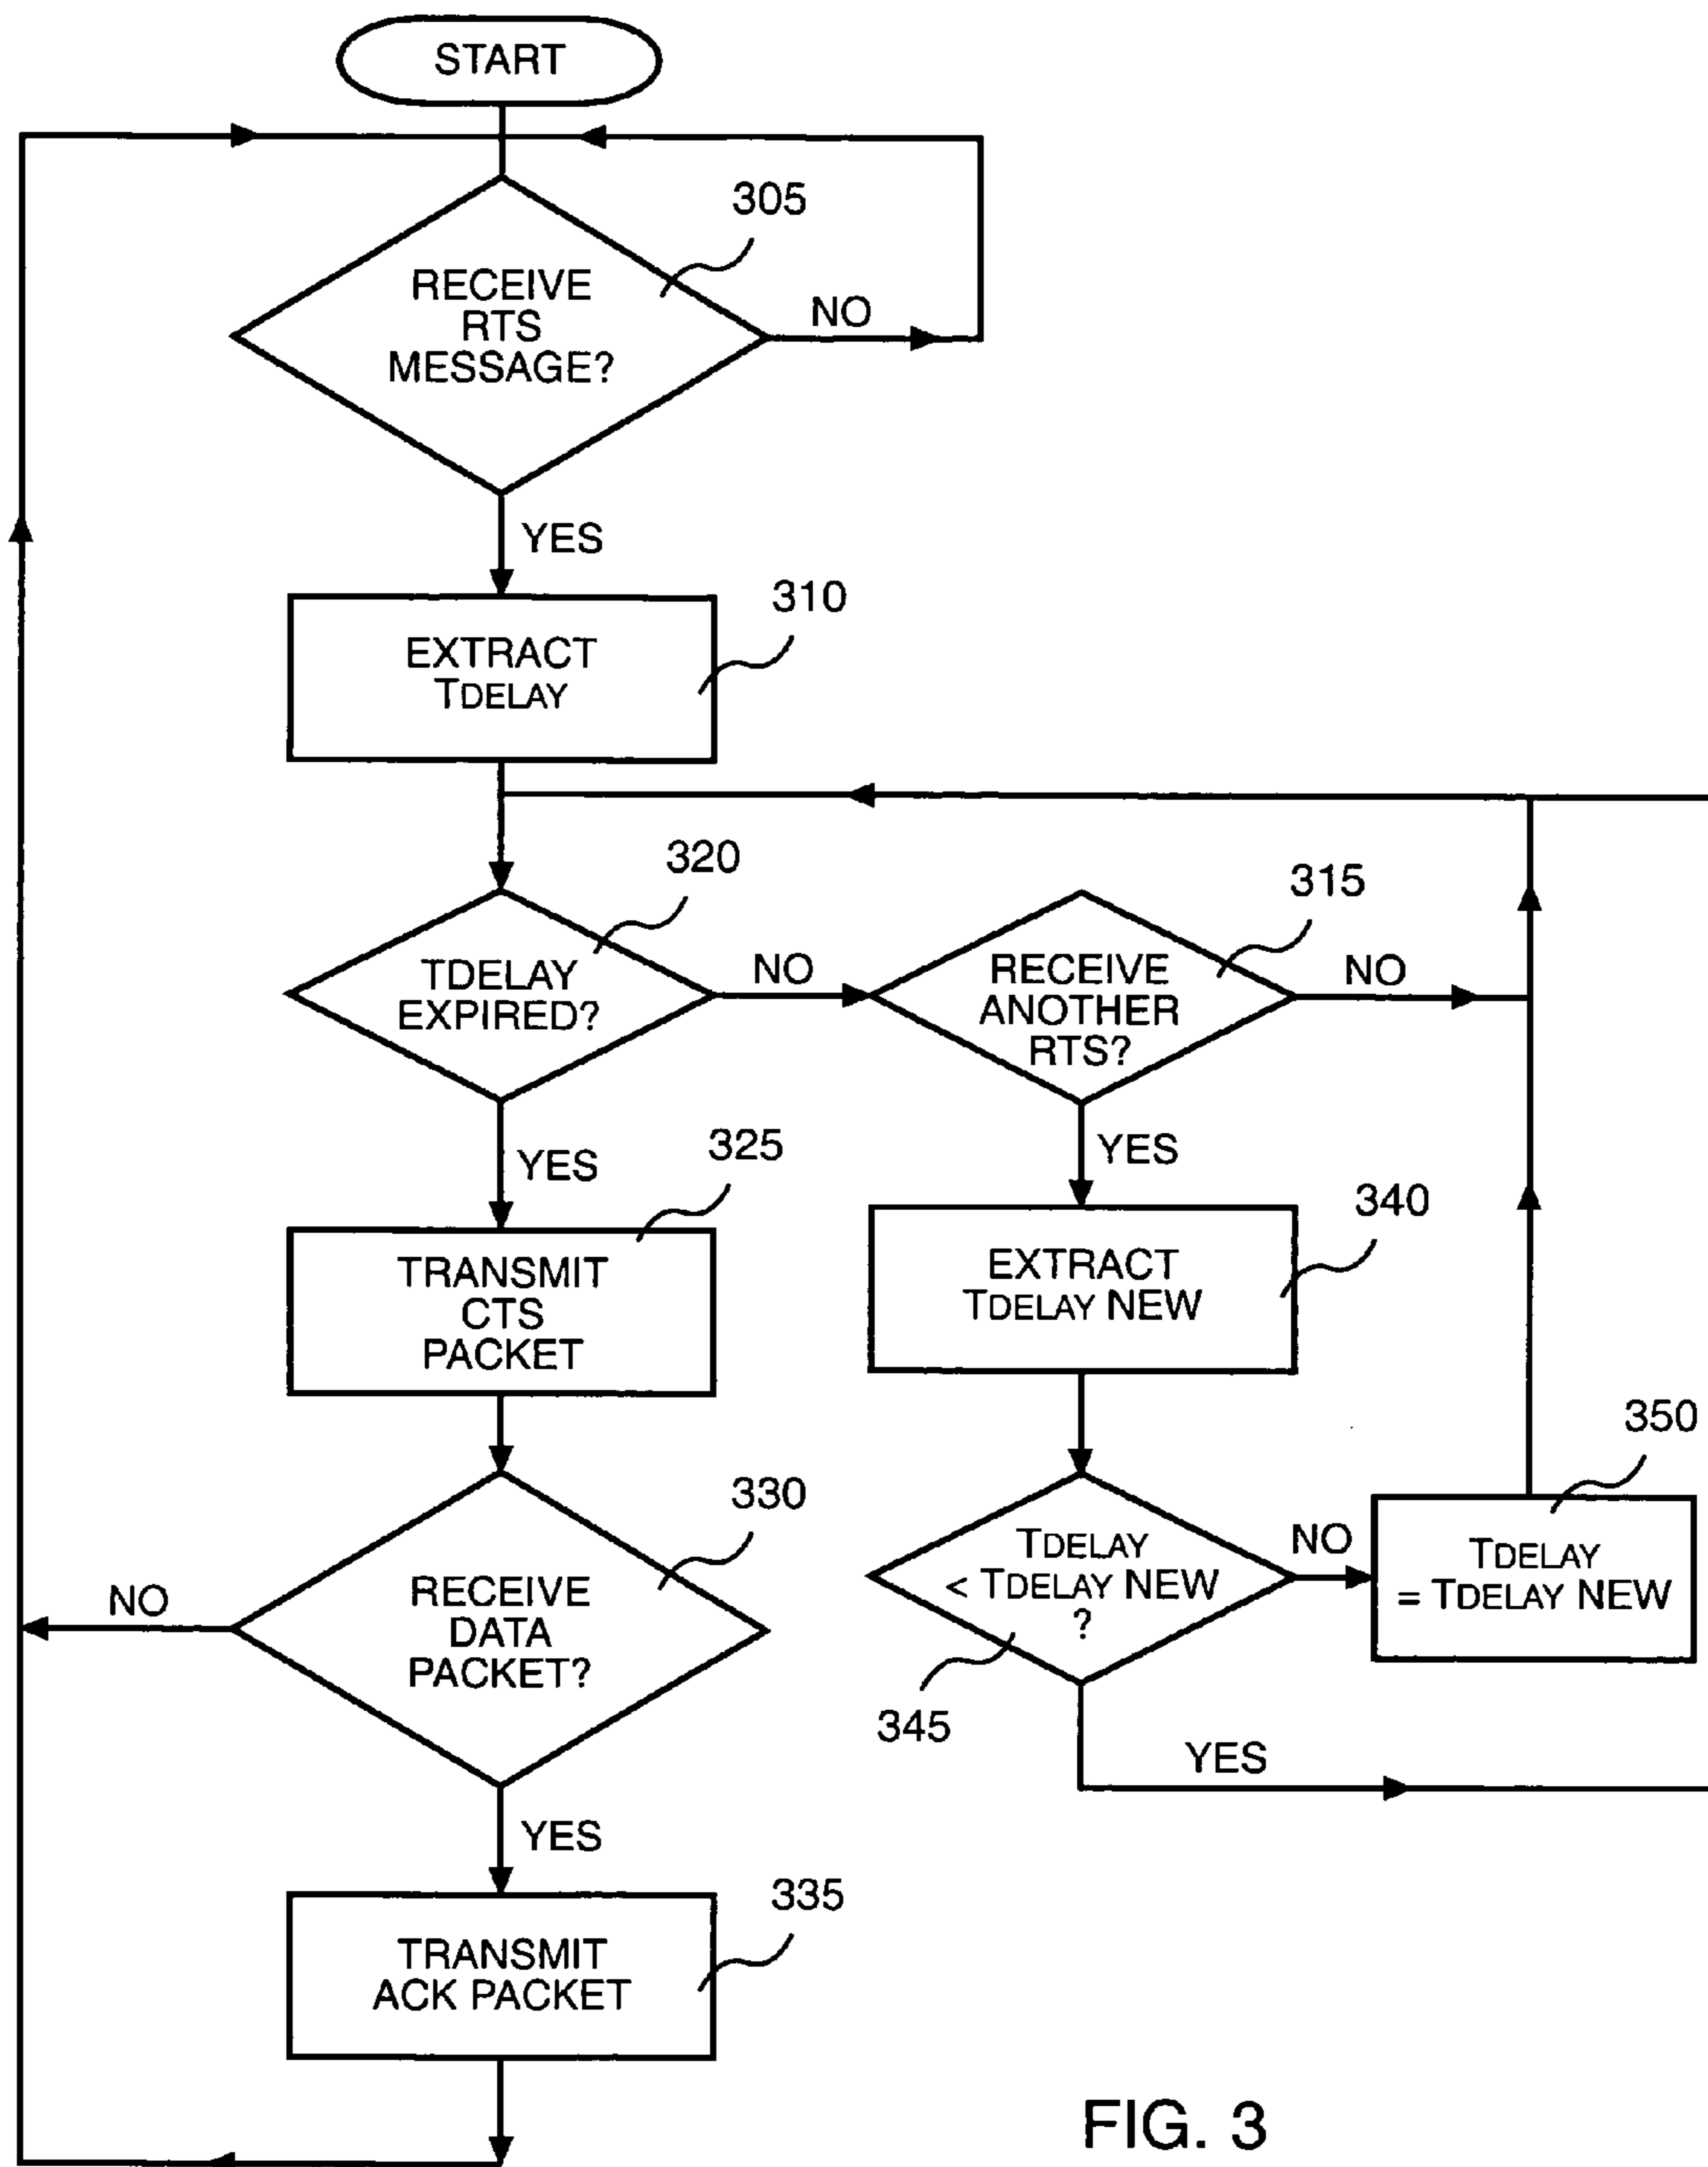 START
305
RECEIVE
RTS
MESSAGE?
NO
YES
310
EXTRACT
TDELAY
320
TDELAY
EXPIRED?
NO
315
RECEIVE
ANOTHER
RTS?
NO
YES
YES
325
TRANSMIT
CTS
PACKET
340
EXTRACT
TDELAY NEW
330
RECEIVE
DATA
PACKET?
NO
345
TDELAY
< TDELAY NEW
?
NO
350
TDELAY
= TDELAY NEW
YES
YES
335
TRANSMIT
ACK PACKET
FIG. 3